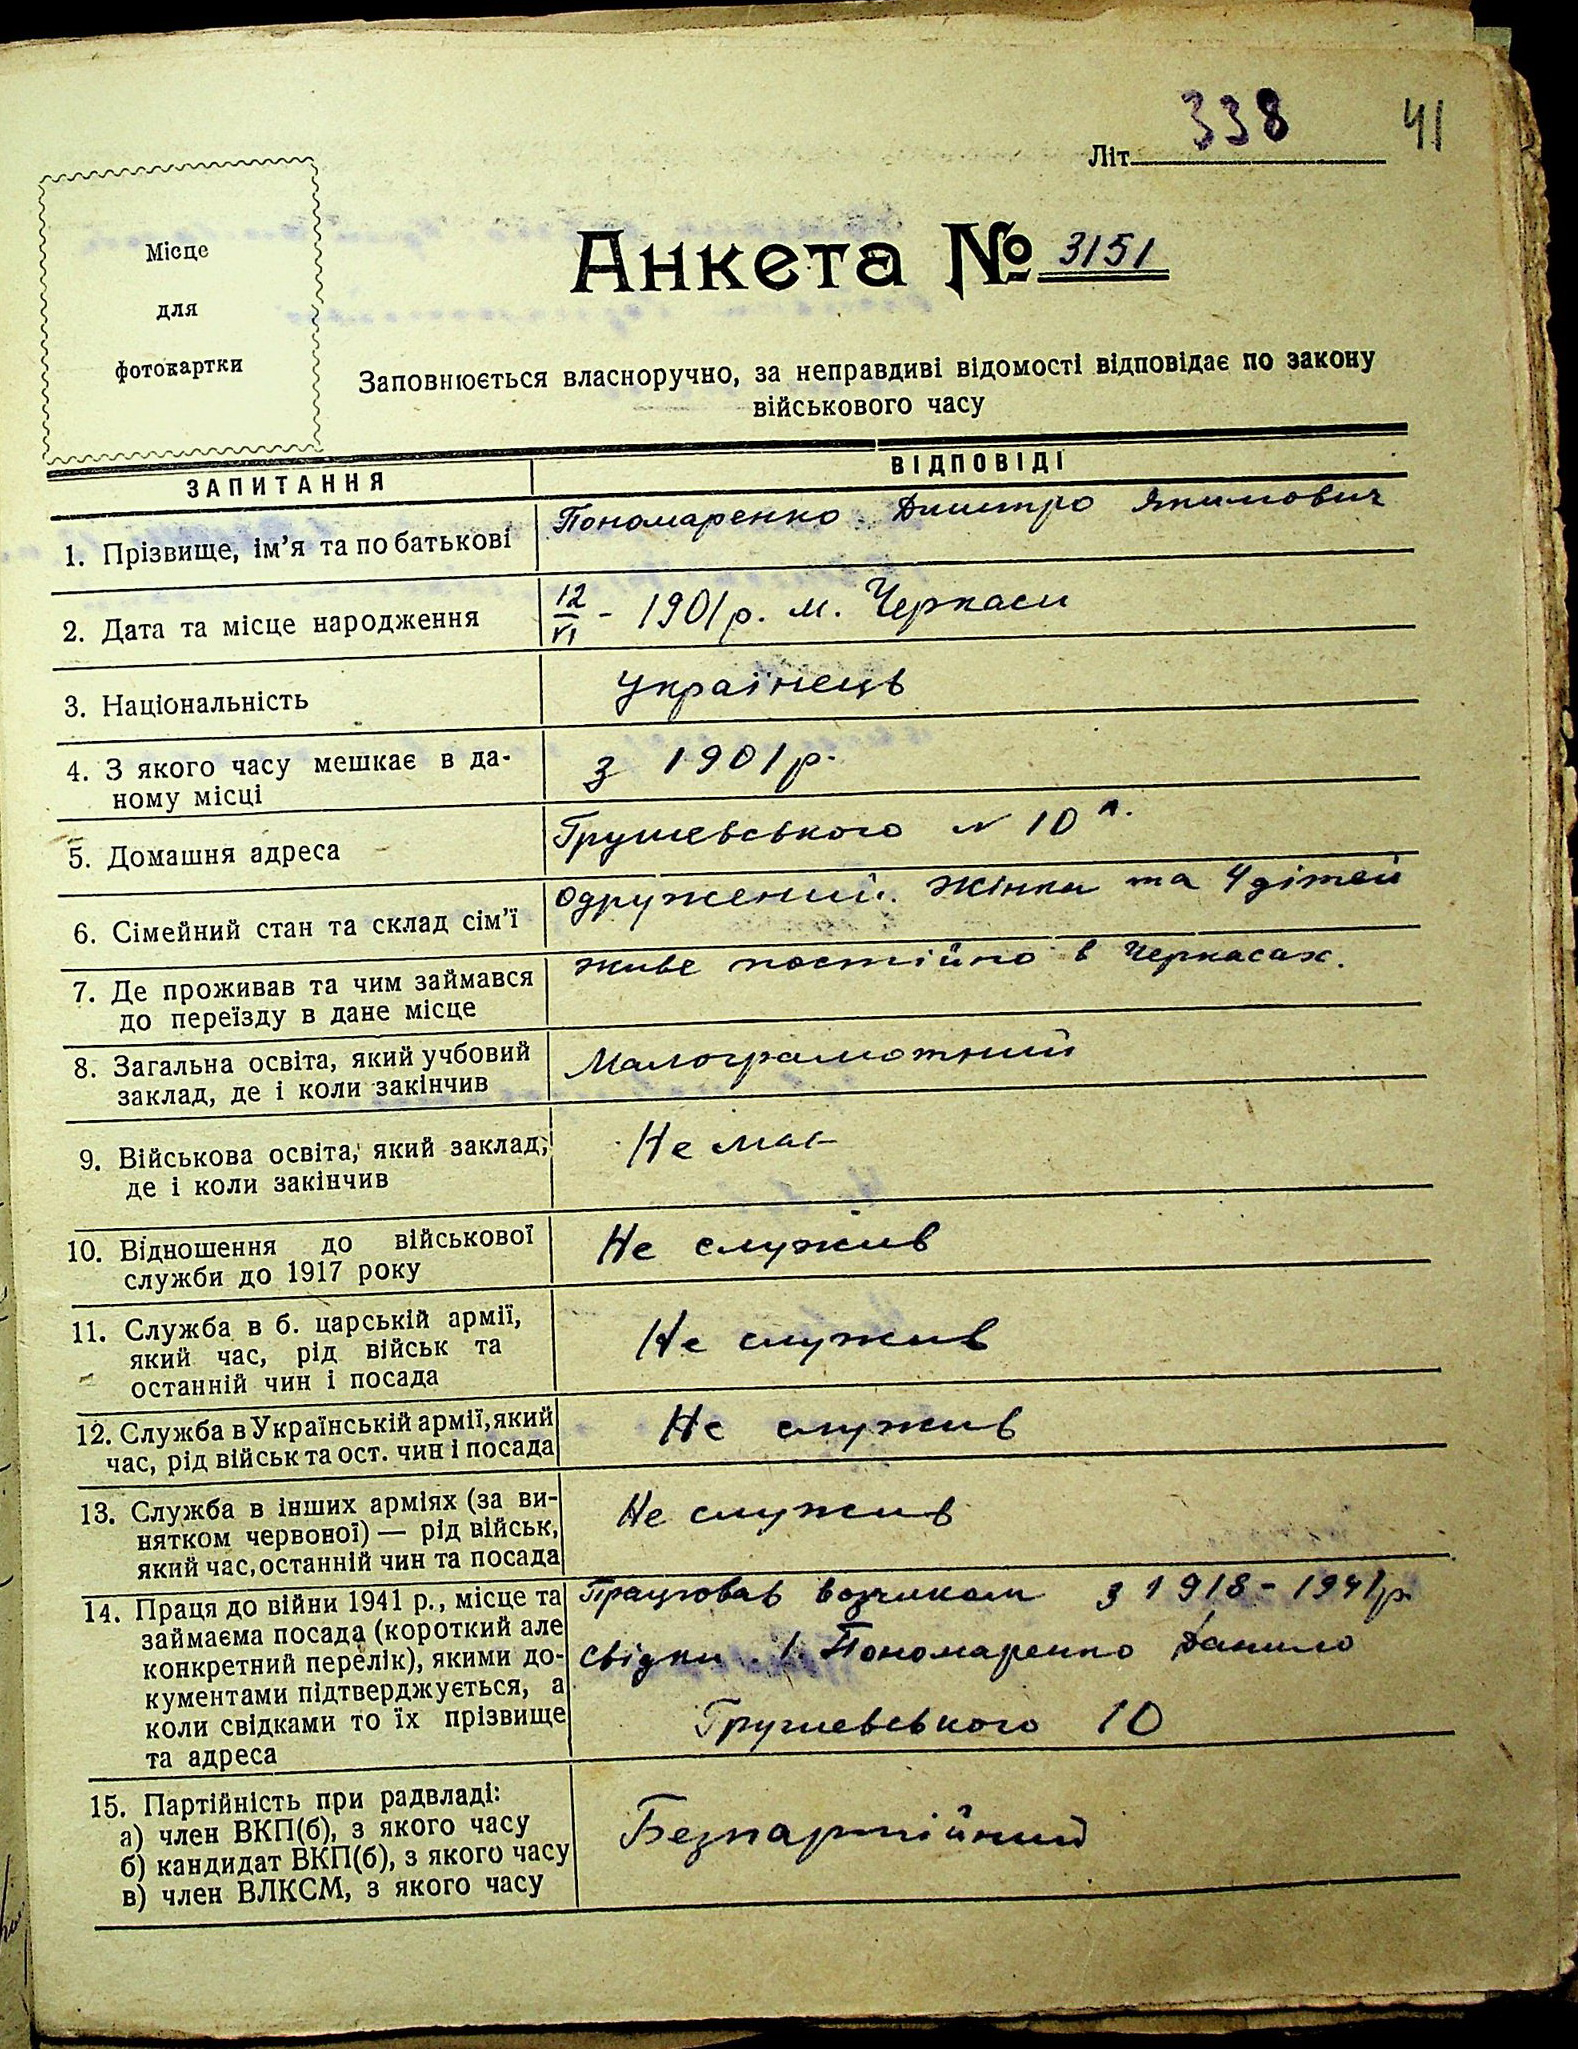 338 41
Літ.
Місце
для
фотокартки
Анкета № 3151
Заповнюється власноручно, за неправдиві відомості відповідає по закону
військового часу
ЗАПИТАННЯ ВІДПОВІДІ
1. Прізвище, ім'я та по батькові Пономаренко Дмитро Якимович
2. Дата та місце народження 12/VI - 1901 р. м. Черкаси
3. Національність Українець
4. З якого часу мешкає в да-
ному місці з 1901 р.
5. Домашня адреса Грушевського № 10 А.
6. Сімейний стан та склад сім'ї Одружений. Жінка та 4 дітей
7. Де проживав та чим займався живе постійно в Черкасах.
до переїзду в дане місце
8. Загальна освіта, який учбовий Малограмотний
заклад, де і коли закінчив
9. Військова освіта, який заклад, Не має
де і коли закінчив
10. Відношення до військової Не служив
служби до 1917 року
11. Служба в б. царській армії,
який час, рід військ та Не служив
останній чин і посада
12. Служба в Українській армії, який Не служив
час, рід військ та ост. чин і посада
13. Служба в інших арміях (за ви- Не служив
нятком червоної) — рід військ,
який час, останній чин та посада
14. Праця до війни 1941 р., місце та Працював возчиком з 1918 - 1941 р.
займаєма посада (короткий але
конкретний перелік), якими до- свідки 1. Пономаренко Данило
кументами підтверджується, а
коли свідками то їх прізвище Грушевського 10
та адреса
15. Партійність при радвладі:
а) член ВКП(б), з якого часу Безпартійний
б) кандидат ВКП(б), з якого часу
в) член ВЛКСМ, з якого часу